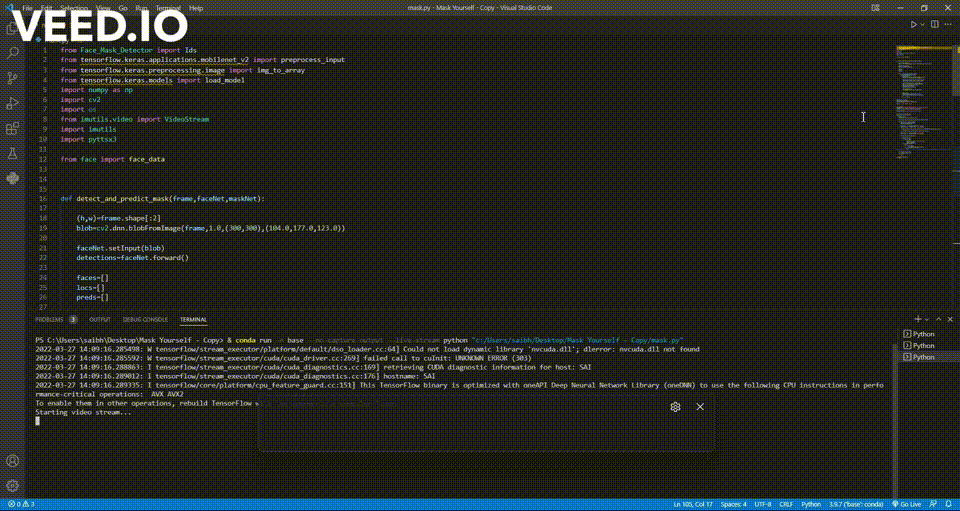 File Edit Selection View Go Run Terminal Help
mask.py - Mask Yourself - Copy - Visual Studio Code
VEED.IO
1 from Face_Mask_Detector import Ids
2 from tensorflow.keras.applications.mobilenet_v2 import preprocess_input
3 from tensorflow.keras.preprocessing.image import img_to_array
4 from tensorflow.keras.models import load_model
5 import numpy as np
6 import cv2
7 import os
8 from imutils.video import VideoStream
9 import imutils
10 import pyttsx3
11
12 from face import face_data
13
14
15
16 def detect_and_predict_mask(frame,faceNet,maskNet):
17
18 (h,w)=frame.shape[:2]
19 blob=cv2.dnn.blobFromImage(frame,1.0,(300,300),(104.0,177.0,123.0))
20
21 faceNet.setInput(blob)
22 detections=faceNet.forward()
23
24 faces=[]
25 locs=[]
26 preds=[]
27
PROBLEMS 3 OUTPUT DEBUG CONSOLE TERMINAL
PS C:\Users\saibh\Desktop\Mask Yourself - Copy> & conda run -n base --no-capture-output --live-stream python "c:/Users/saibh/Desktop/Mask Yourself - Copy/mask.py"
2022-03-27 14:09:16.285498: W tensorflow/stream_executor/platform/default/dso_loader.cc:64] Could not load dynamic library 'nvcuda.dll'; dlerror: nvcuda.dll not found
2022-03-27 14:09:16.285592: W tensorflow/stream_executor/cuda/cuda_driver.cc:269] failed call to cuInit: UNKNOWN ERROR (303)
2022-03-27 14:09:16.288863: I tensorflow/stream_executor/cuda/cuda_diagnostics.cc:169] retrieving CUDA diagnostic information for host: SAI
2022-03-27 14:09:16.289012: I tensorflow/stream_executor/cuda/cuda_diagnostics.cc:176] hostname: SAI
2022-03-27 14:09:16.289335: I tensorflow/core/platform/cpu_feature_guard.cc:151] This TensorFlow binary is optimized with oneAPI Deep Neural Network Library (oneDNN) to use the following CPU instructions in perfo
rmance-critical operations: AVX AVX2
To enable them in other operations, rebuild TensorFlow
Starting video stream...
Python
Python
Python
0 3 Ln 105, Col 17 Spaces: 4 UTF-8 CRLF Python 3.9.7 ('base': conda) Go Live